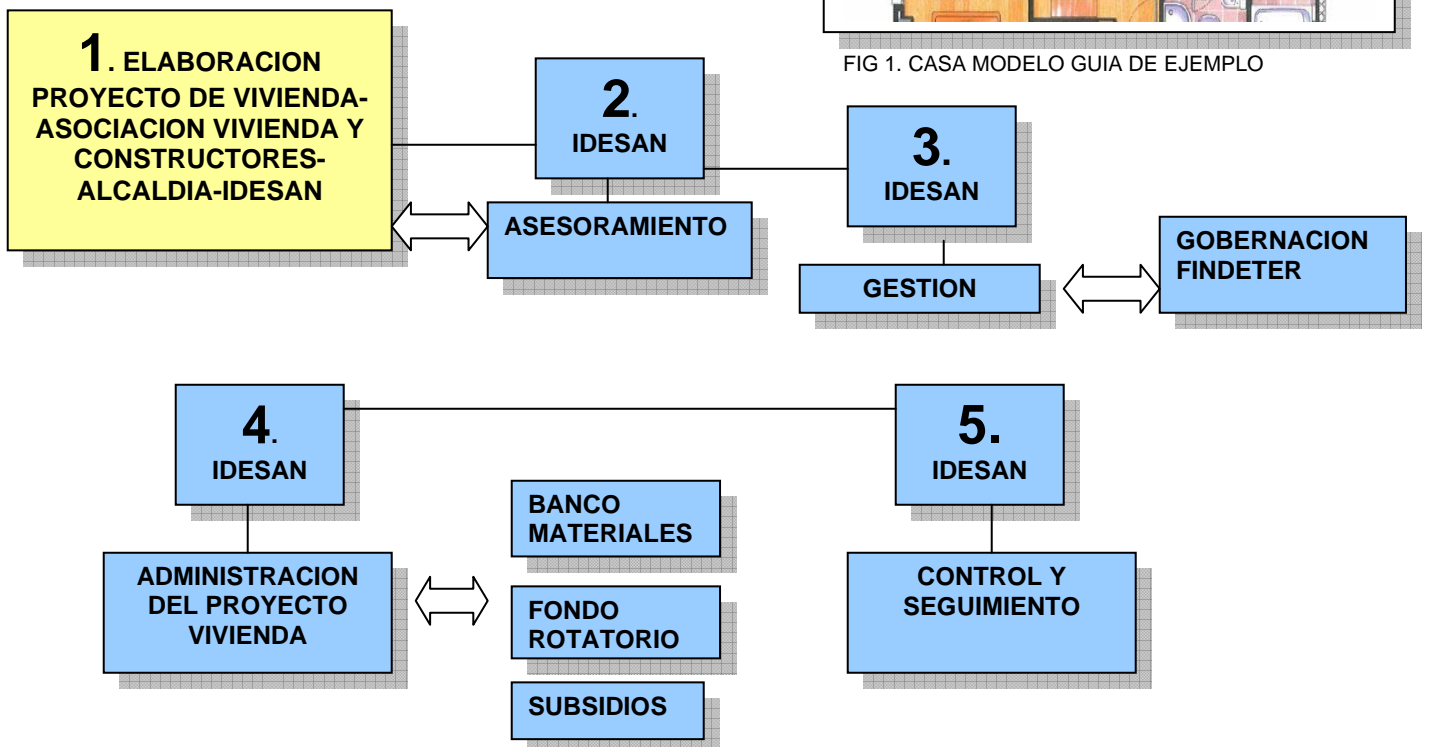 FIG 1. CASA MODELO GUIA DE EJEMPLO
1. ELABORACION
PROYECTO DE VIVIENDA-
ASOCIACION VIVIENDA Y
CONSTRUCTORES-
ALCALDIA-IDESAN
2.
IDESAN
ASESORAMIENTO
3.
IDESAN
GESTION
GOBERNACION
FINDETER
4.
IDESAN
ADMINISTRACION
DEL PROYECTO
VIVIENDA
BANCO
MATERIALES
FONDO
ROTATORIO
SUBSIDIOS
5.
IDESAN
CONTROL Y
SEGUIMIENTO